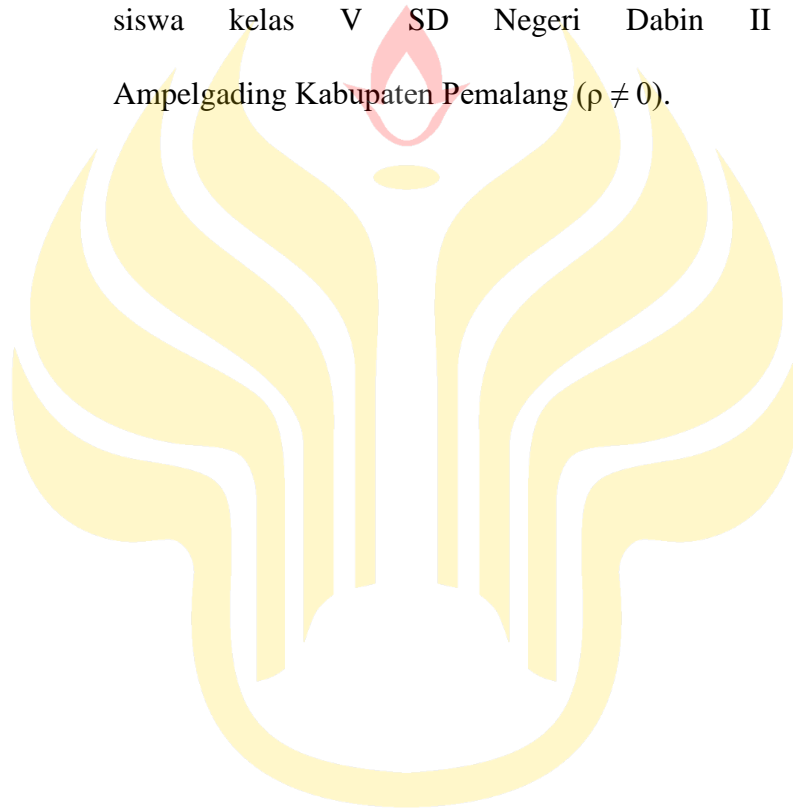 siswa kelas V SD Negeri Dabin II
Ampelgading Kabupaten Pemalang (ρ ≠ 0).